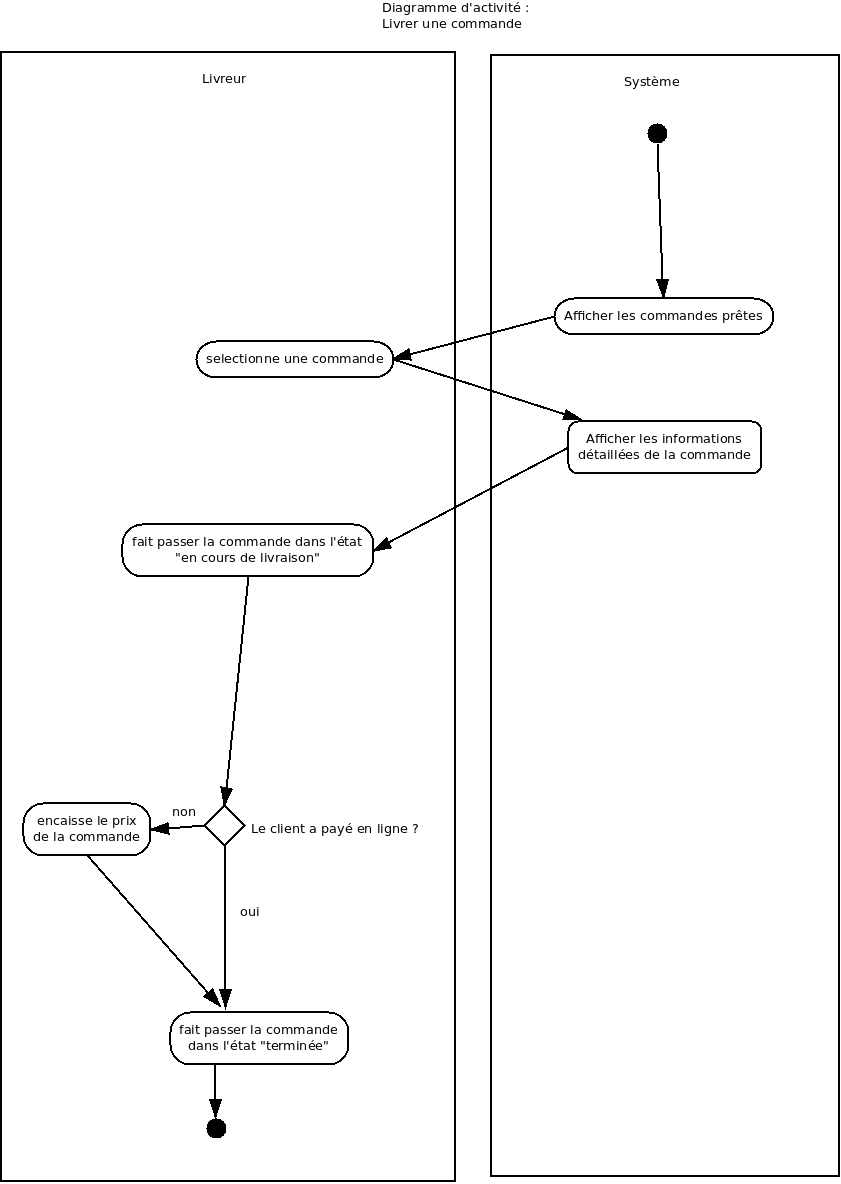 Diagramme d'activité :
Livrer une commande
Livreur
Système
Afficher les commandes prêtes
selectionne une commande
Afficher les informations
détaillées de la commande
fait passer la commande dans l'état
"en cours de livraison"
non
encaisse le prix
de la commande
Le client a payé en ligne ?
oui
fait passer la commande
dans l'état "terminée"